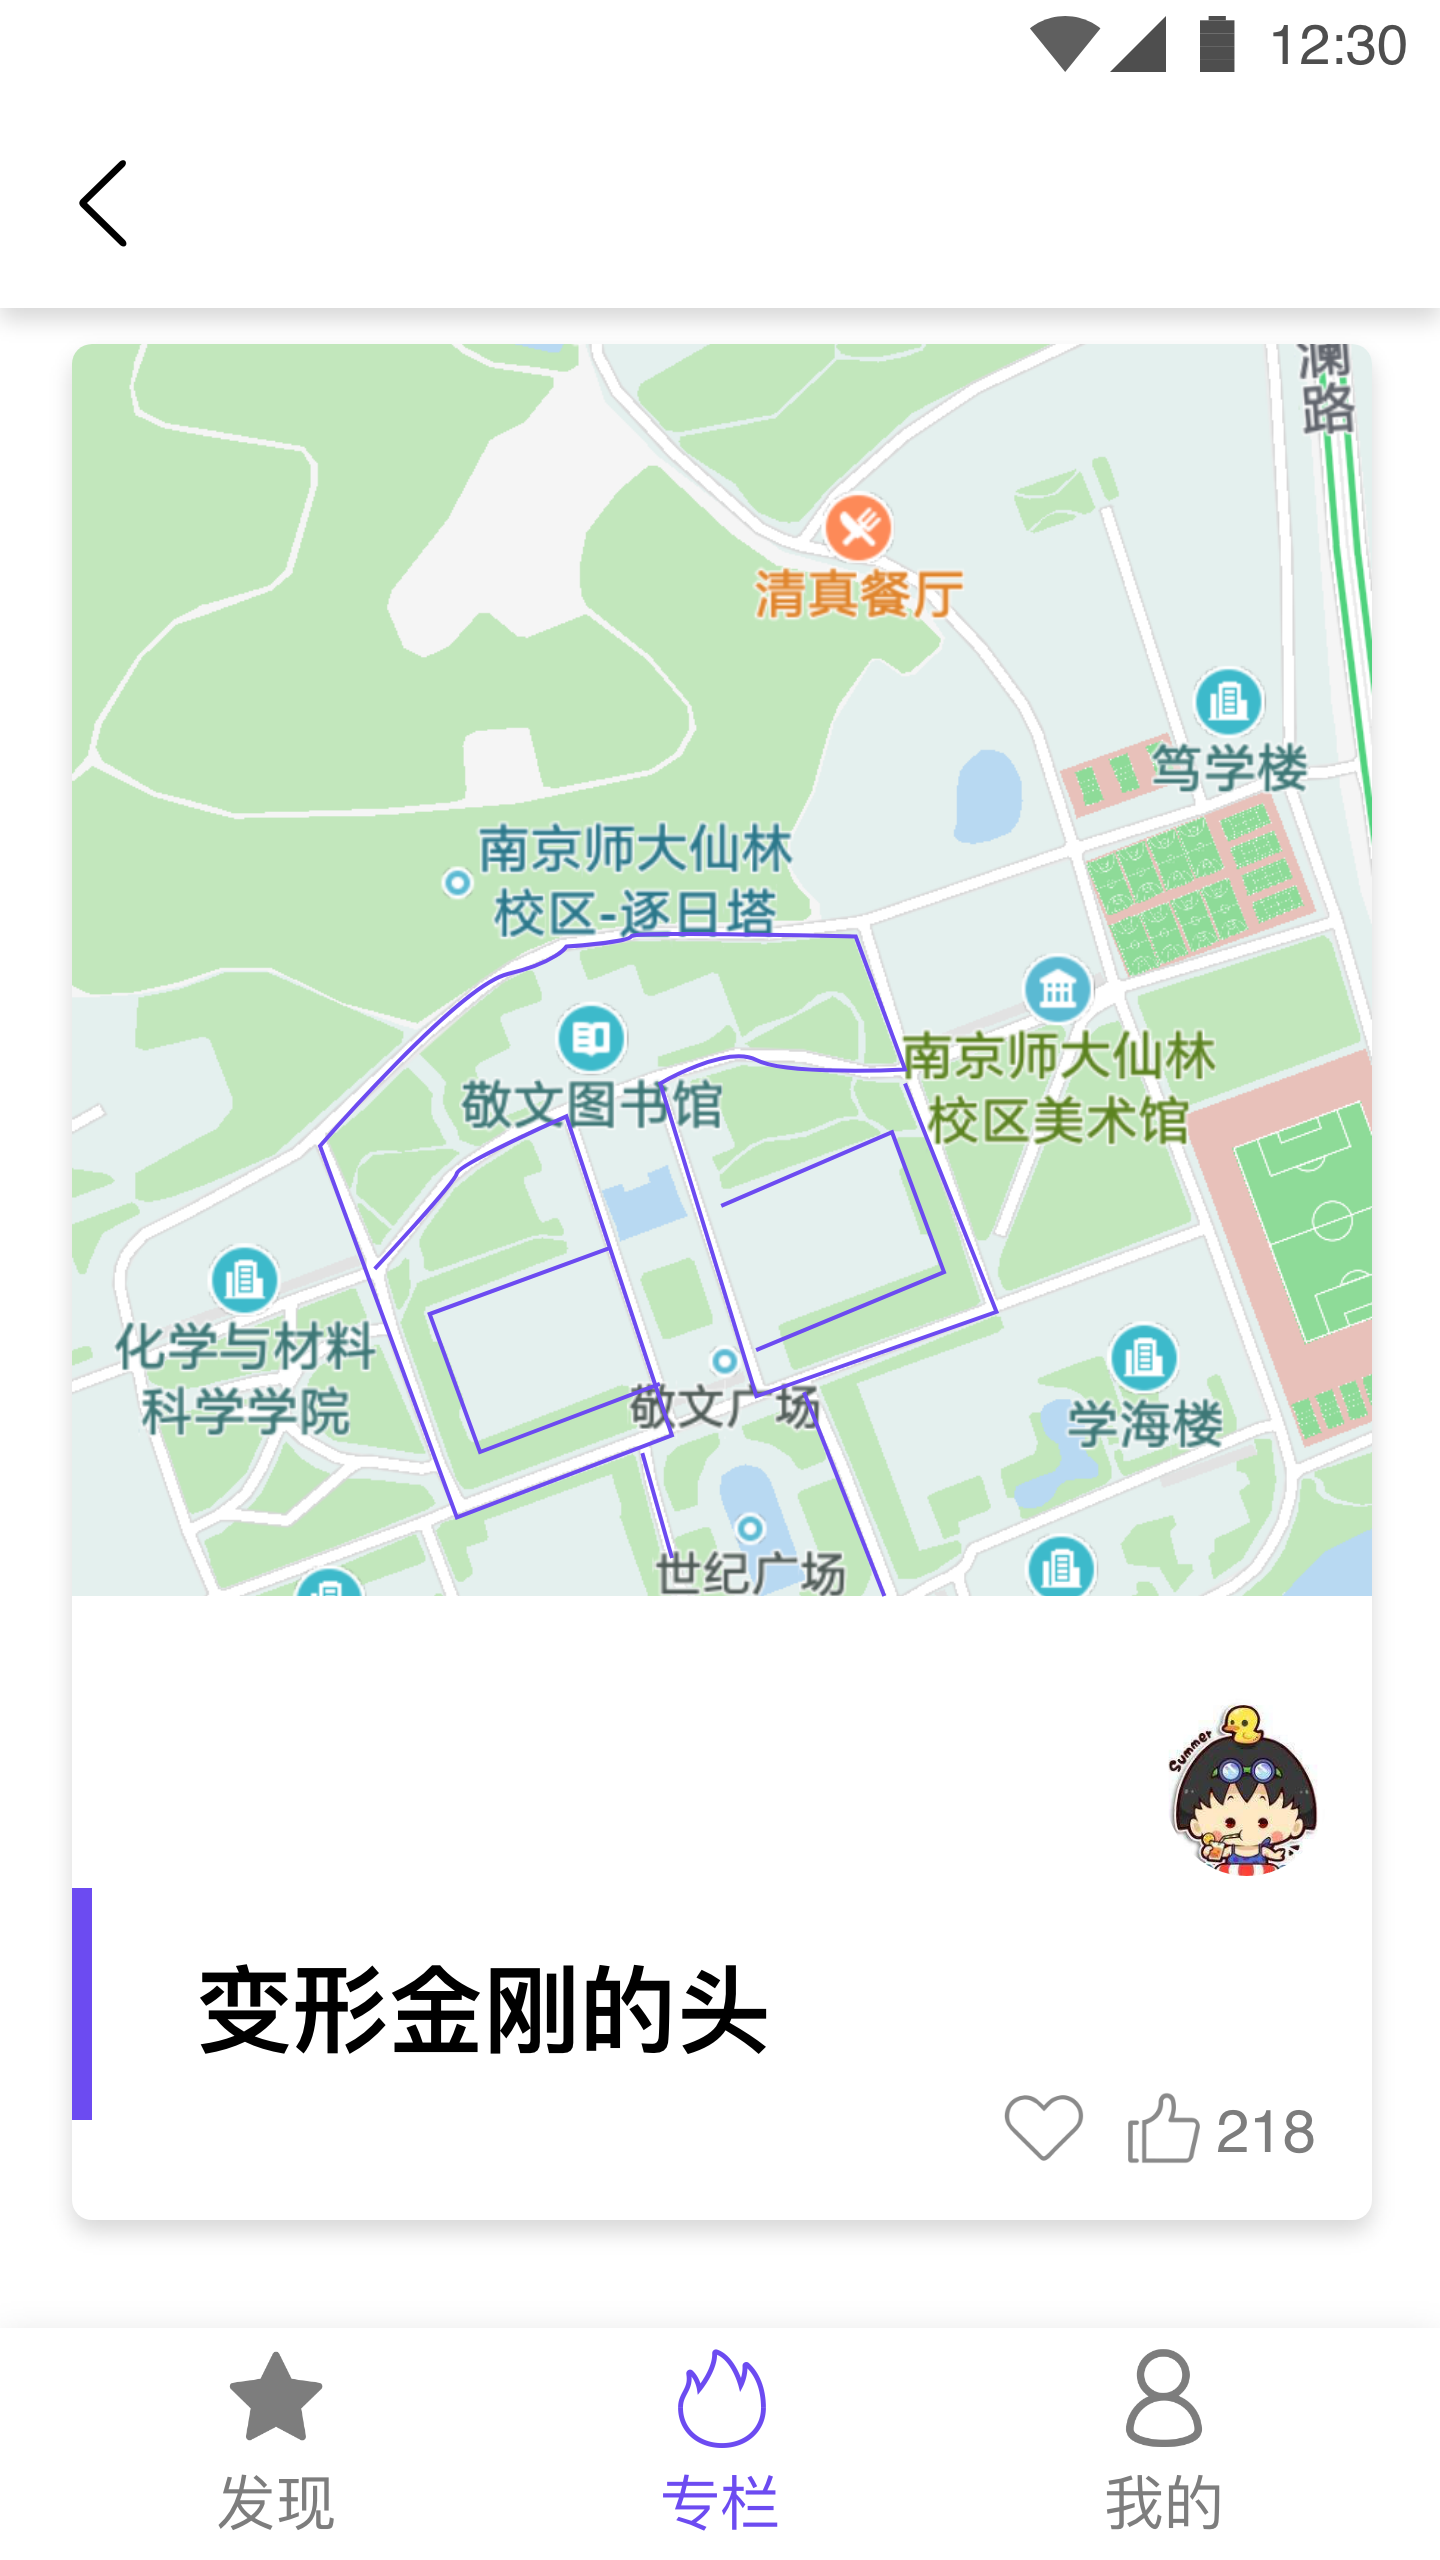 12:30
澜
路
清真餐厅
笃学楼
南京师大仙林
校区-逐日塔
敬文图书馆
南京师大仙林
校区美术馆
化学与材料
科学学院
敬文广场
学海楼
世纪广场
Summer
变形金刚的头
218
发现
专栏
我的